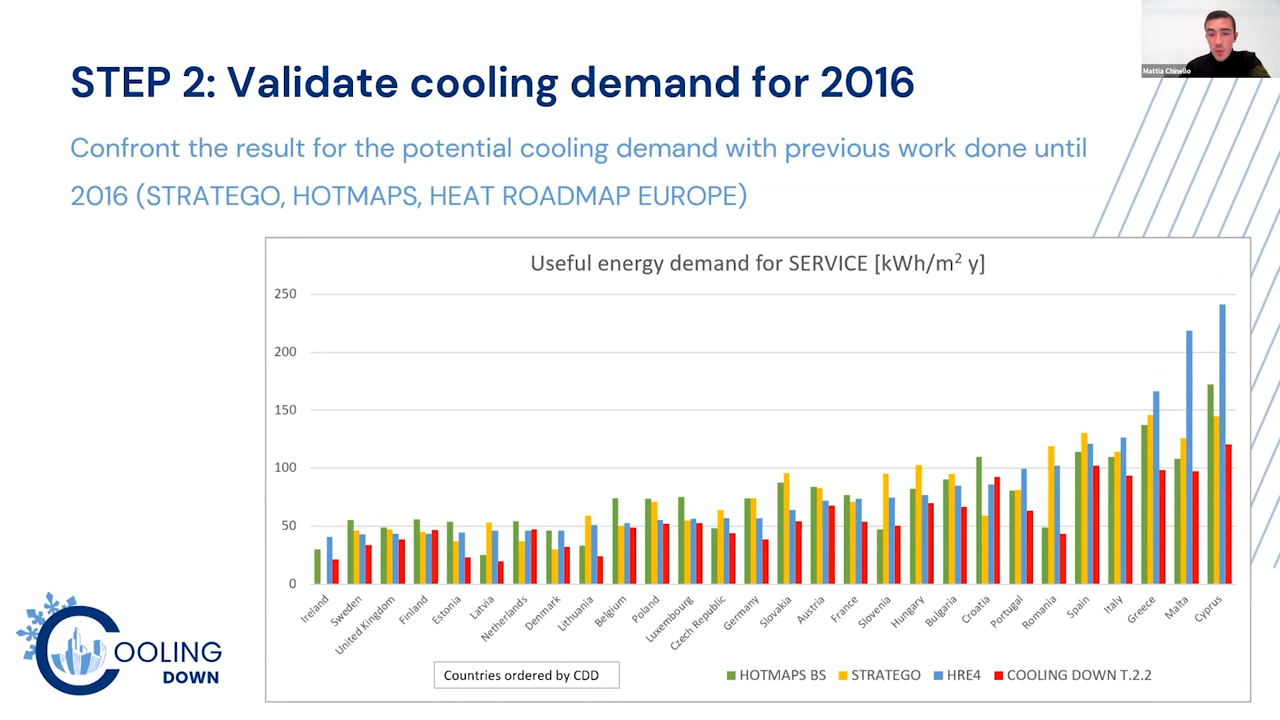 Mattia Chinello
STEP 2: Validate cooling demand for 2016
Confront the result for the potential cooling demand with previous work done until
2016 (STRATEGO, HOTMAPS, HEAT ROADMAP EUROPE)
Useful energy demand for SERVICE [kWh/m² y]
250
200
150
100
50
0
Ireland
Sweden
United Kingdom
Finland
Estonia
Latvia
Netherlands
Denmark
Lithuania
Belgium
Poland
Luxembourg
Czech Republic
Germany
Slovakia
Austria
France
Slovenia
Hungary
Bulgaria
Croatia
Portugal
Romania
Spain
Italy
Greece
Malta
Cyprus
Countries ordered by CDD
HOTMAPS BS STRATEGO HRE4 COOLING DOWN T.2.2
COOLING
DOWN